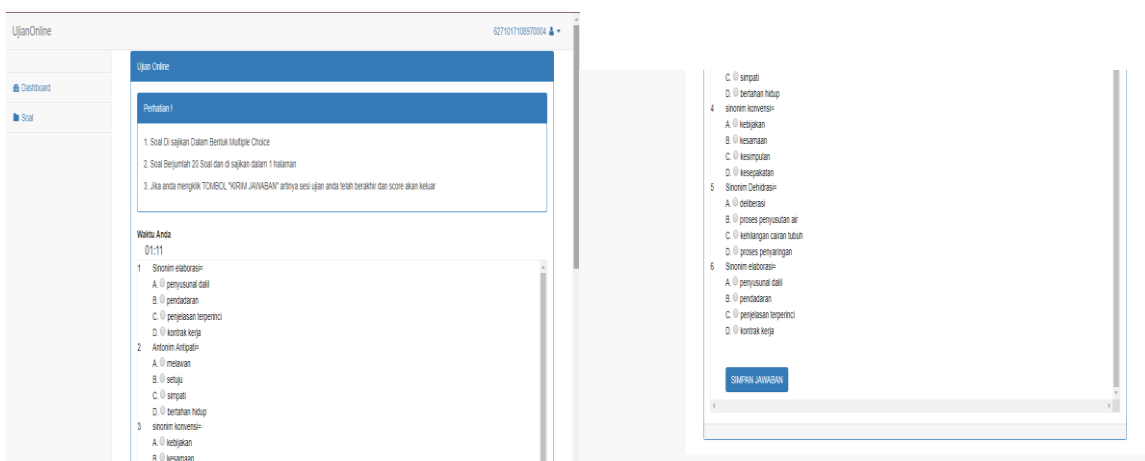 UjianOnline
6271017108970004
Dashboard
Soal
Ujian Online
Perhatian !
1. Soal Di sajikan Dalam Bentuk Multiple Choice
2. Soal Berjumlah 20 Soal dan di sajikan dalam 1 halaman
3. Jika anda mengklik TOMBOL "KIRIM JAWABAN" artinya sesi ujian anda telah berakhir dan score akan keluar
Waktu Anda
01:11
1 Sinonim elaborasi=
A. penyusunal dalil
B. pendadaran
C. penjelasan terperinci
D. kontrak kerja
2 Antonim Antipati=
A. melawan
B. setuju
C. simpati
D. bertahan hidup
3 sinonim konvensi=
A. kebijakan
B. kesamaan
C. simpati
D. bertahan hidup
4 sinonim konvensi=
A. kebijakan
B. kesamaan
C. kesimpulan
D. kesepakatan
5 Sinonim Dehidrasi=
A. deliberasi
B. proses penyusutan air
C. kehilangan cairan tubuh
D. proses penyaringan
6 Sinonim elaborasi=
A. penyusunal dalil
B. pendadaran
C. penjelasan terperinci
D. kontrak kerja
SIMPAN JAWABAN